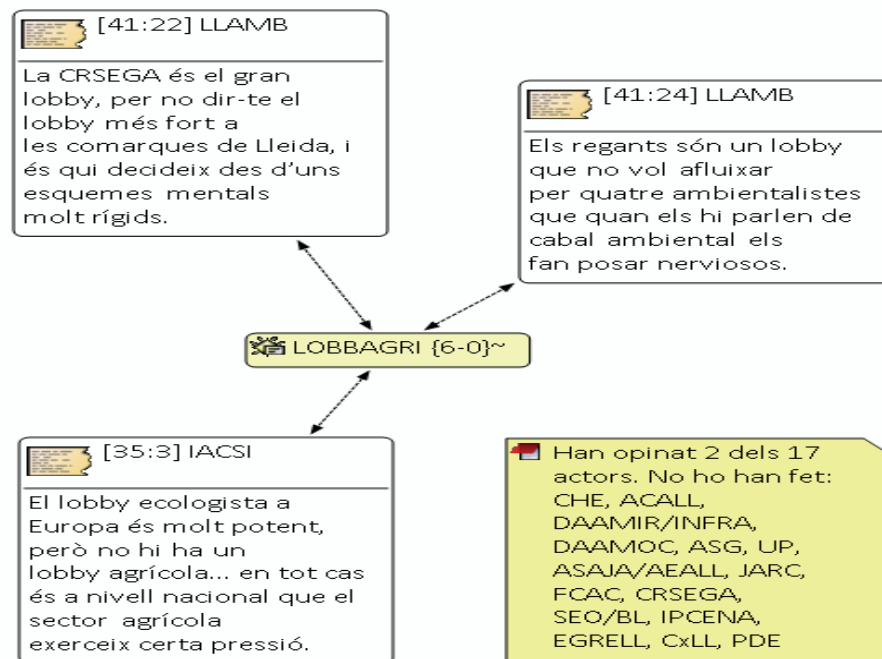 [41:22] LLAMB
La CRSEGA és el gran
lobby, per no dir-te el
lobby més fort a
les comarques de Lleida, i
és qui decideix des d’uns
esquemes mentals
molt rígids.
[41:24] LLAMB
Els regants són un lobby
que no vol afluixar
per quatre ambientalistes
que quan els hi parlen de
cabal ambiental els
fan posar nerviosos.
LOBBAGRI {6-0}~
[35:3] IACSI
El lobby ecologista a
Europa és molt potent,
però no hi ha un
lobby agrícola... en tot cas
és a nivell nacional que el
sector agrícola
exerceix certa pressió.
Han opinat 2 dels 17
actors. No ho han fet:
CHE, ACALL,
DAAMIR/INFRA,
DAAMOC, ASG, UP,
ASAJA/AEALL, JARC,
FCAC, CRSEGA,
SEO/BL, IPCENA,
EGRELL, CxLL, PDE